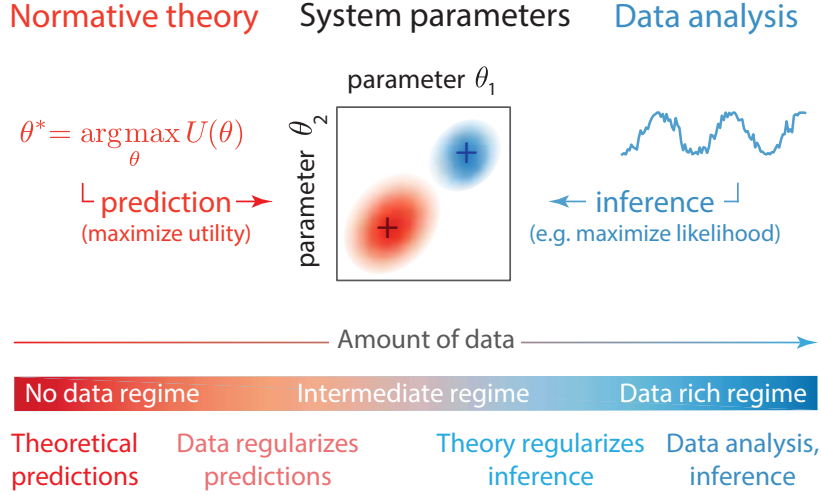 Normative theory
System parameters
Data analysis
parameter θ₁
parameter θ₂
θ* = arg max U(θ)
θ
prediction
(maximize utility)
inference
(e.g. maximize likelihood)
Amount of data
No data regime
Intermediate regime
Data rich regime
Theoretical
predictions
Data regularizes
predictions
Theory regularizes
inference
Data analysis,
inference